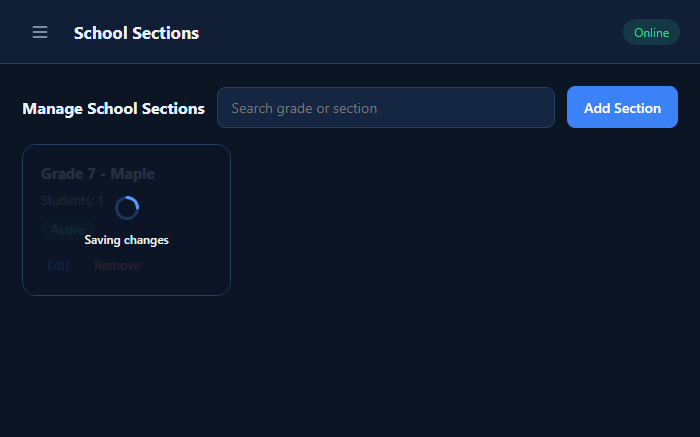 School Sections
Online
Manage School Sections
Search grade or section
Add Section
Grade 7 - Maple
Students: 1
Active
Saving changes
Edit
Remove